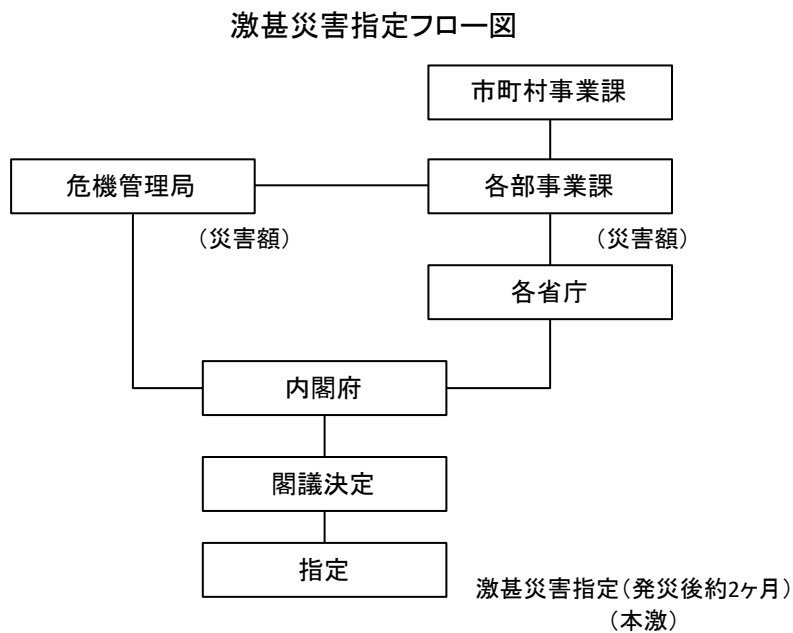 激甚災害指定フロー図
市町村事業課
危機管理局
各部事業課
（災害額）
（災害額）
各省庁
内閣府
閣議決定
指定
激甚災害指定（発災後約2ヶ月）
（本激）